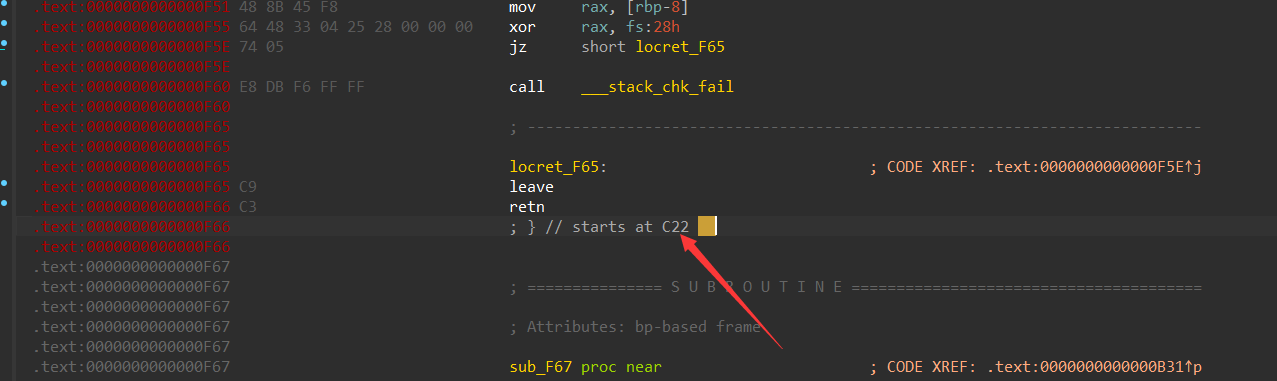 .text:0000000000000F51 48 8B 45 F8 mov rax, [rbp-8]
.text:0000000000000F55 64 48 33 04 25 28 00 00 00 xor rax, fs:28h
.text:0000000000000F5E 74 05 jz short locret_F65
.text:0000000000000F5E
.text:0000000000000F60 E8 DB F6 FF FF call ___stack_chk_fail
.text:0000000000000F60
.text:0000000000000F65 ; ---------------------------------------------------------------------------
.text:0000000000000F65
.text:0000000000000F65 locret_F65: ; CODE XREF: .text:0000000000000F5E↑j
.text:0000000000000F65 C9 leave
.text:0000000000000F66 C3 retn
.text:0000000000000F66 ; } // starts at C22
.text:0000000000000F66
.text:0000000000000F67
.text:0000000000000F67 ; =============== S U B R O U T I N E =======================================
.text:0000000000000F67
.text:0000000000000F67 ; Attributes: bp-based frame
.text:0000000000000F67
.text:0000000000000F67 sub_F67 proc near ; CODE XREF: .text:0000000000000B31↑p